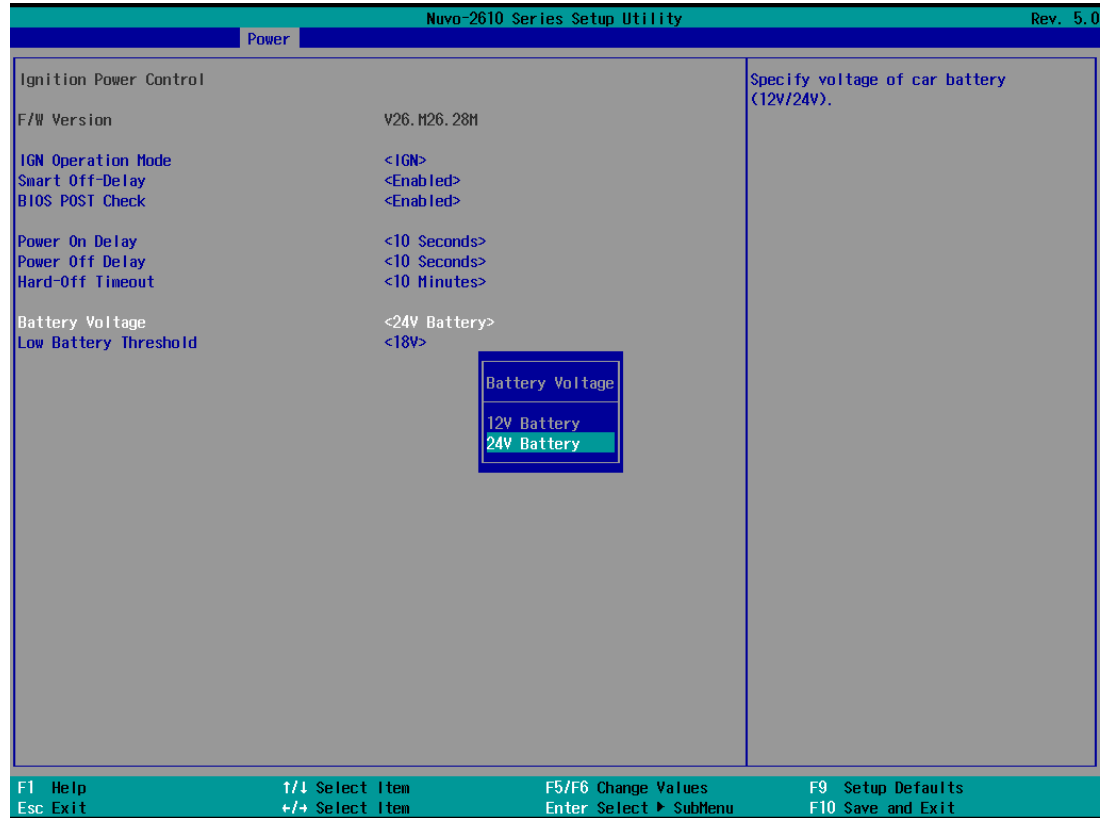 Nuvo-2610 Series Setup Utility Rev. 5.0
Power
Ignition Power Control
Specify voltage of car battery
(12V/24V).
F/W Version V26.M26.28M
IGN Operation Mode <IGN>
Smart Off-Delay <Enabled>
BIOS POST Check <Enabled>
Power On Delay <10 Seconds>
Power Off Delay <10 Seconds>
Hard-Off Timeout <10 Minutes>
Battery Voltage <24V Battery>
Low Battery Threshold <18V>
Battery Voltage
12V Battery
24V Battery
F1 Help ↑/↓ Select Item F5/F6 Change Values F9 Setup Defaults
Esc Exit ←/→ Select Item Enter Select ▶ SubMenu F10 Save and Exit